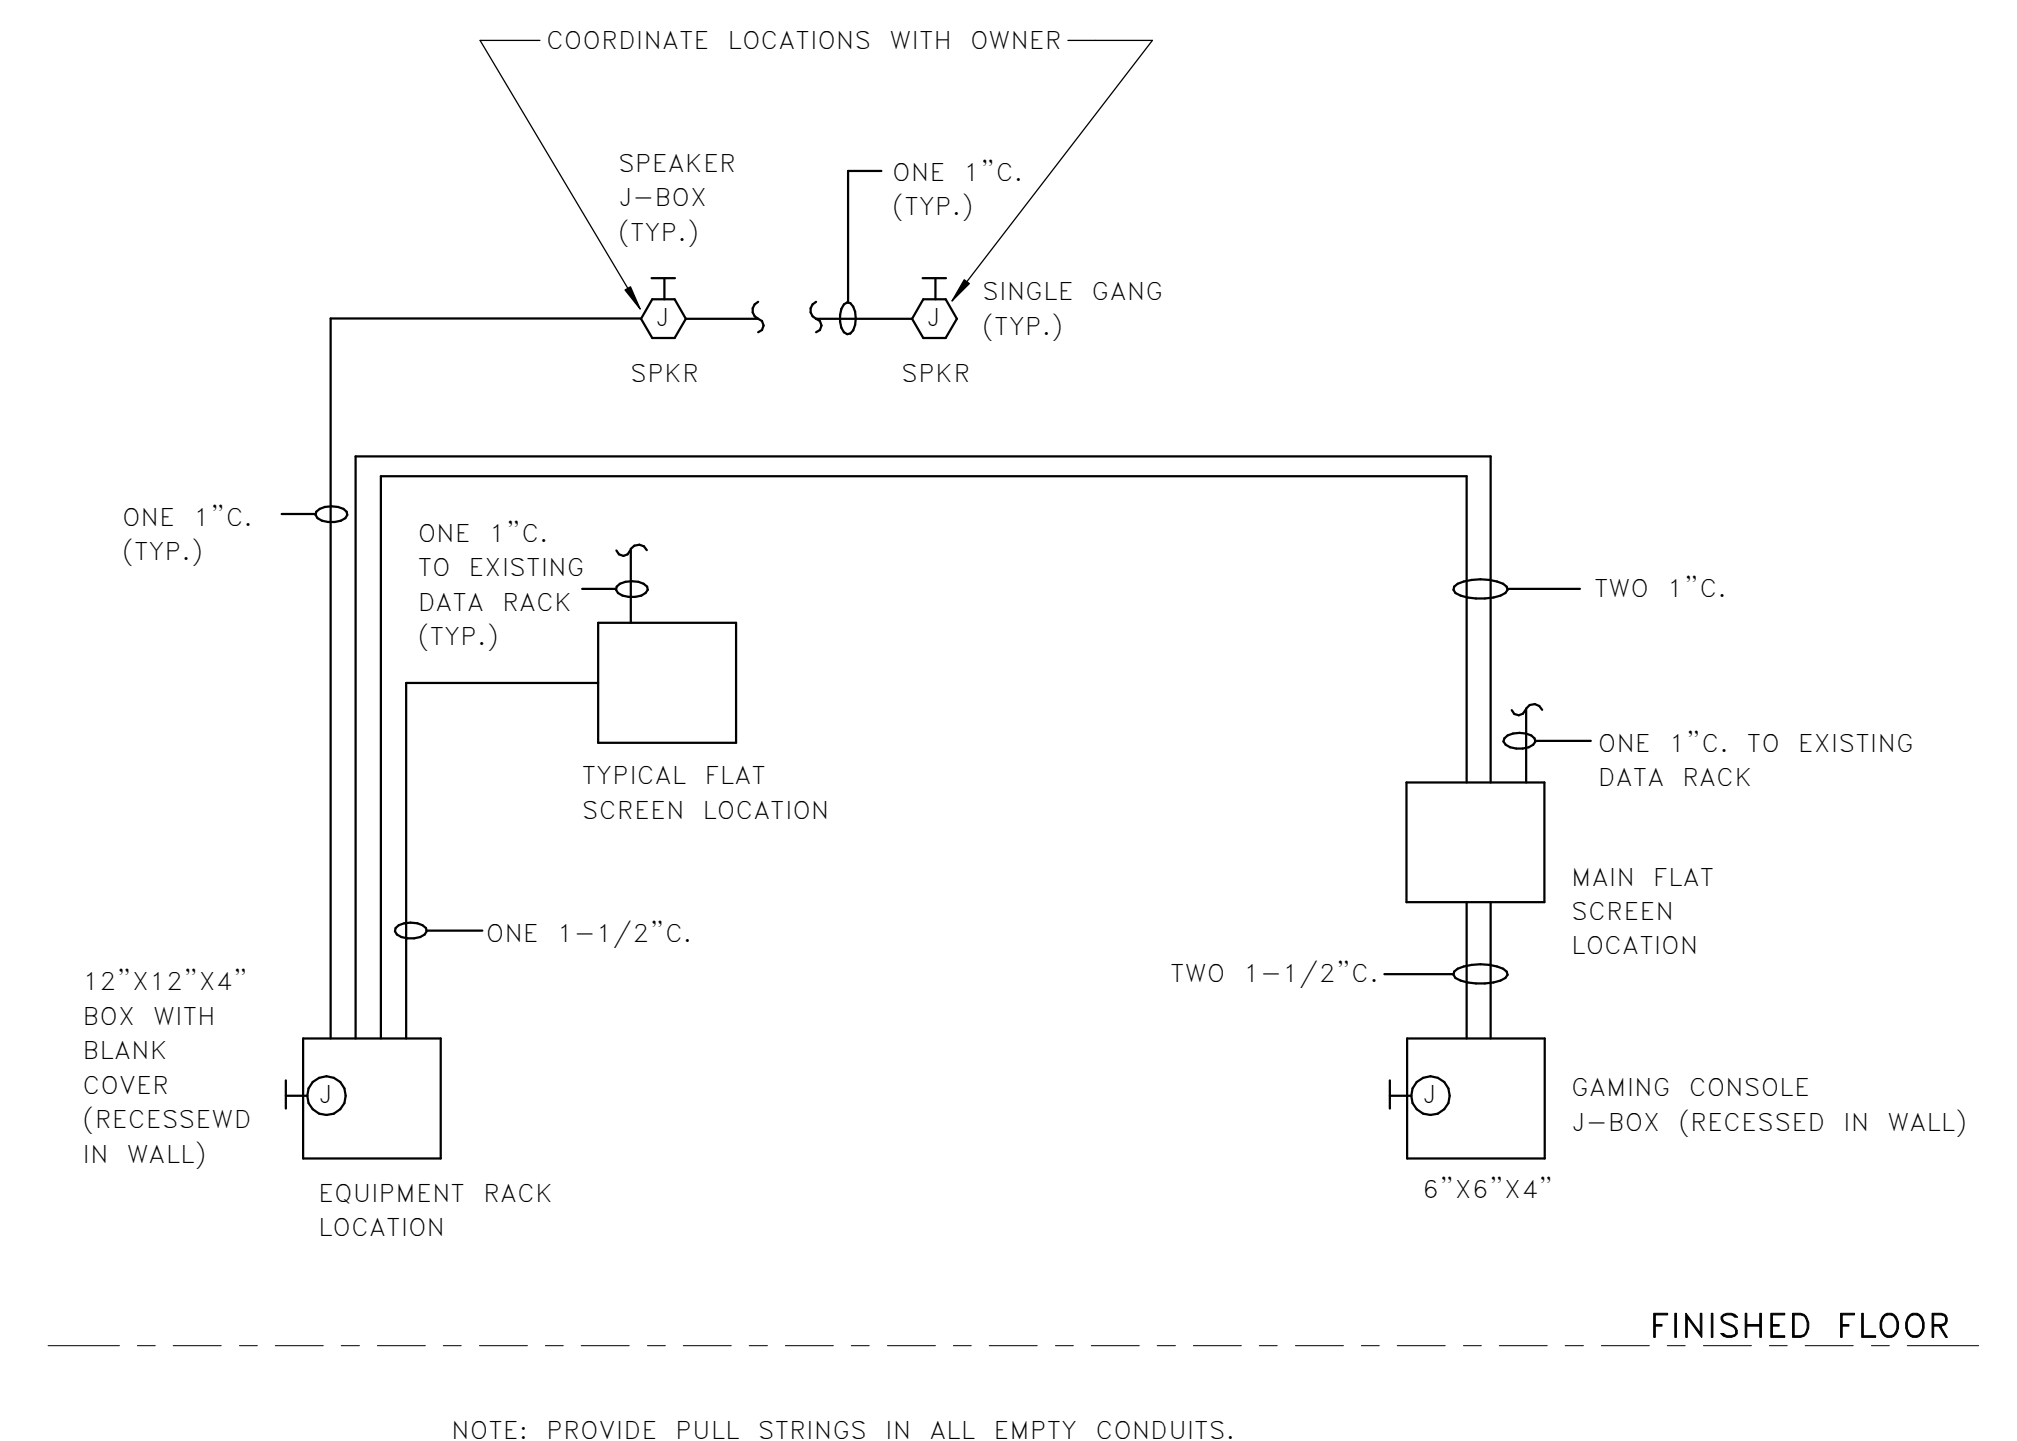 COORDINATE LOCATIONS WITH OWNER
SPEAKER
J-BOX
(TYP.)
ONE 1"C.
(TYP.)
SINGLE GANG
(TYP.)
J
J
SPKR
SPKR
ONE 1"C.
(TYP.)
ONE 1"C.
TO EXISTING
DATA RACK
(TYP.)
TWO 1"C.
ONE 1"C. TO EXISTING
DATA RACK
TYPICAL FLAT
SCREEN LOCATION
MAIN FLAT
SCREEN
LOCATION
ONE 1-1/2"C.
TWO 1-1/2"C.
12"X12"X4"
BOX WITH
BLANK
COVER
(RECESSEWD
IN WALL)
J
J
GAMING CONSOLE
J-BOX (RECESSED IN WALL)
6"X6"X4"
EQUIPMENT RACK
LOCATION
FINISHED FLOOR
NOTE: PROVIDE PULL STRINGS IN ALL EMPTY CONDUITS.